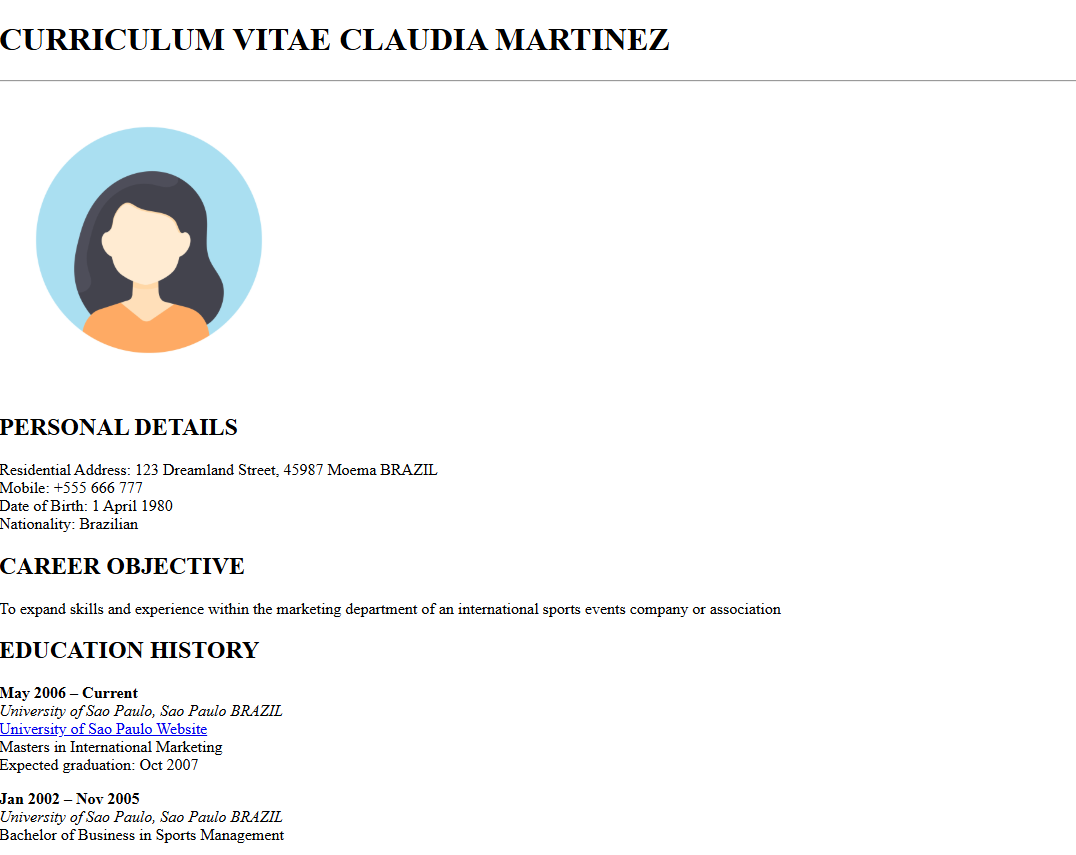 CURRICULUM VITAE CLAUDIA MARTINEZ
PERSONAL DETAILS
Residential Address: 123 Dreamland Street, 45987 Moema BRAZIL
Mobile: +555 666 777
Date of Birth: 1 April 1980
Nationality: Brazilian
CAREER OBJECTIVE
To expand skills and experience within the marketing department of an international sports events company or association
EDUCATION HISTORY
May 2006 – Current
University of Sao Paulo, Sao Paulo BRAZIL
University of Sao Paulo Website
Masters in International Marketing
Expected graduation: Oct 2007
Jan 2002 – Nov 2005
University of Sao Paulo, Sao Paulo BRAZIL
Bachelor of Business in Sports Management